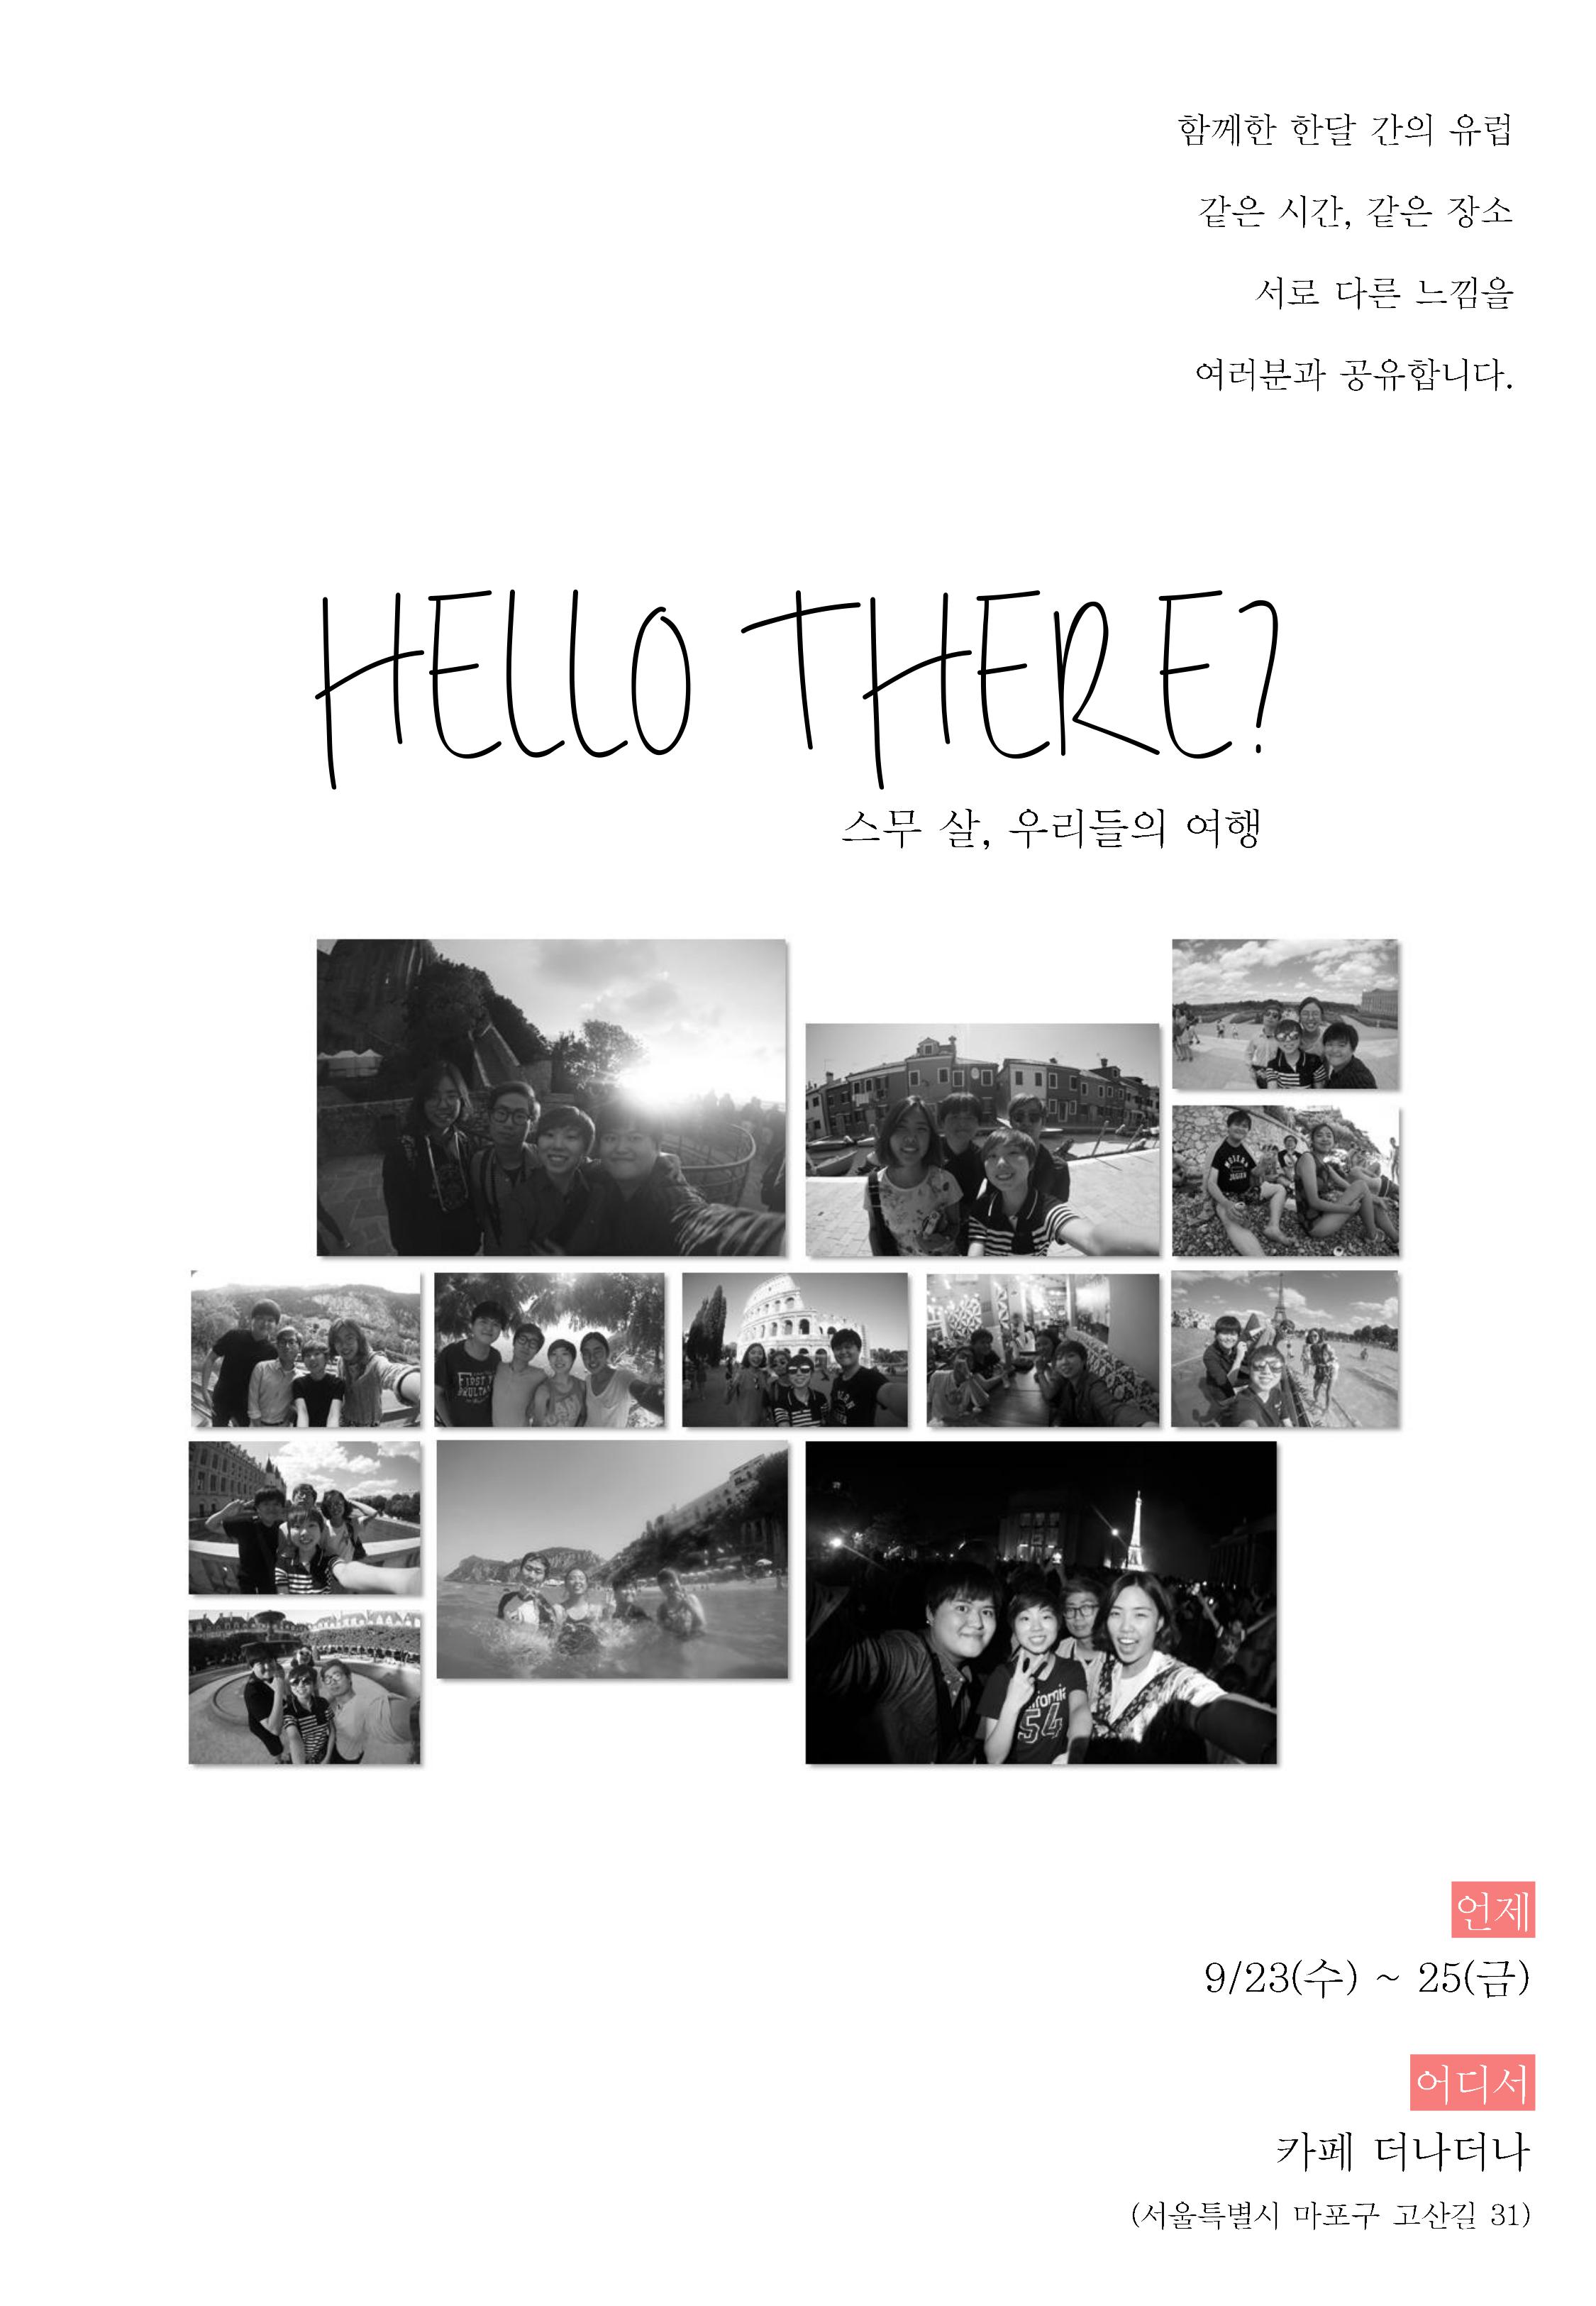 함께한 한달 간의 유럽
같은 시간, 같은 장소
서로 다른 느낌을
여러분과 공유합니다.
HELLO THERE?
스무 살, 우리들의 여행
FIRST
54
언제
9/23(수) ~ 25(금)
어디서
카페 더나더나
(서울특별시 마포구 고산길 31)